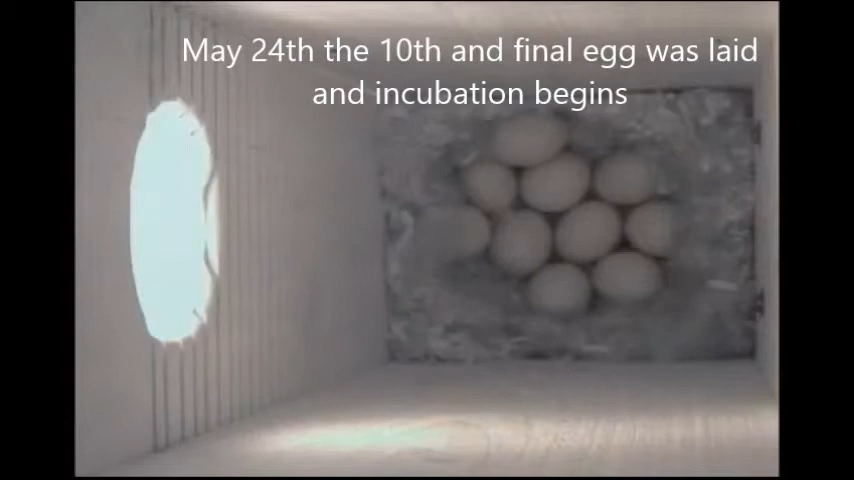 May 24th the 10th and final egg was laid
and incubation begins